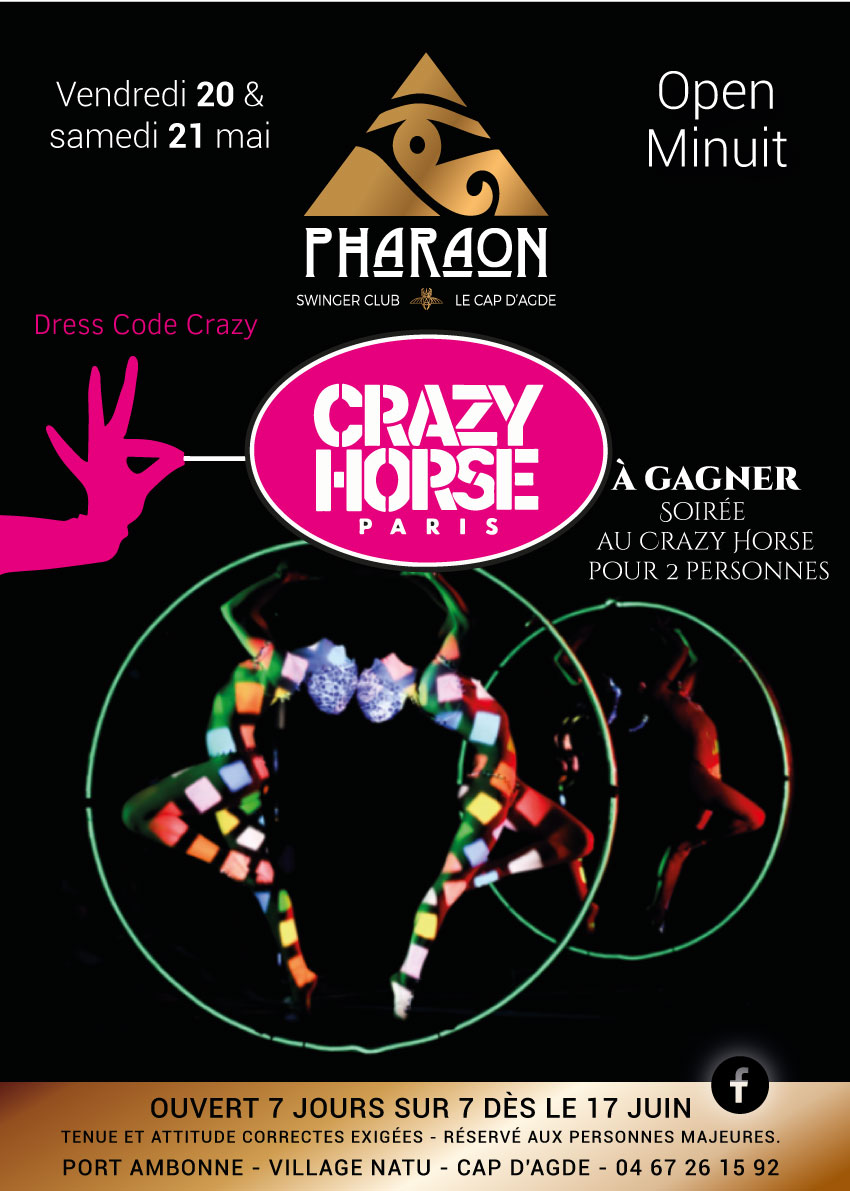 Vendredi 20 &
samedi 21 mai
Open
Minuit
PHARAON
SWINGER CLUB LE CAP D'AGDE
Dress Code Crazy
CRAZY
HORSE
PARIS
À GAGNER
SOIRÉE
AU CRAZY HORSE
POUR 2 PERSONNES
f
OUVERT 7 JOURS SUR 7 DÈS LE 17 JUIN
TENUE ET ATTITUDE CORRECTES EXIGÉES - RÉSERVÉ AUX PERSONNES MAJEURES.
PORT AMBONNE - VILLAGE NATU - CAP D'AGDE - 04 67 26 15 92